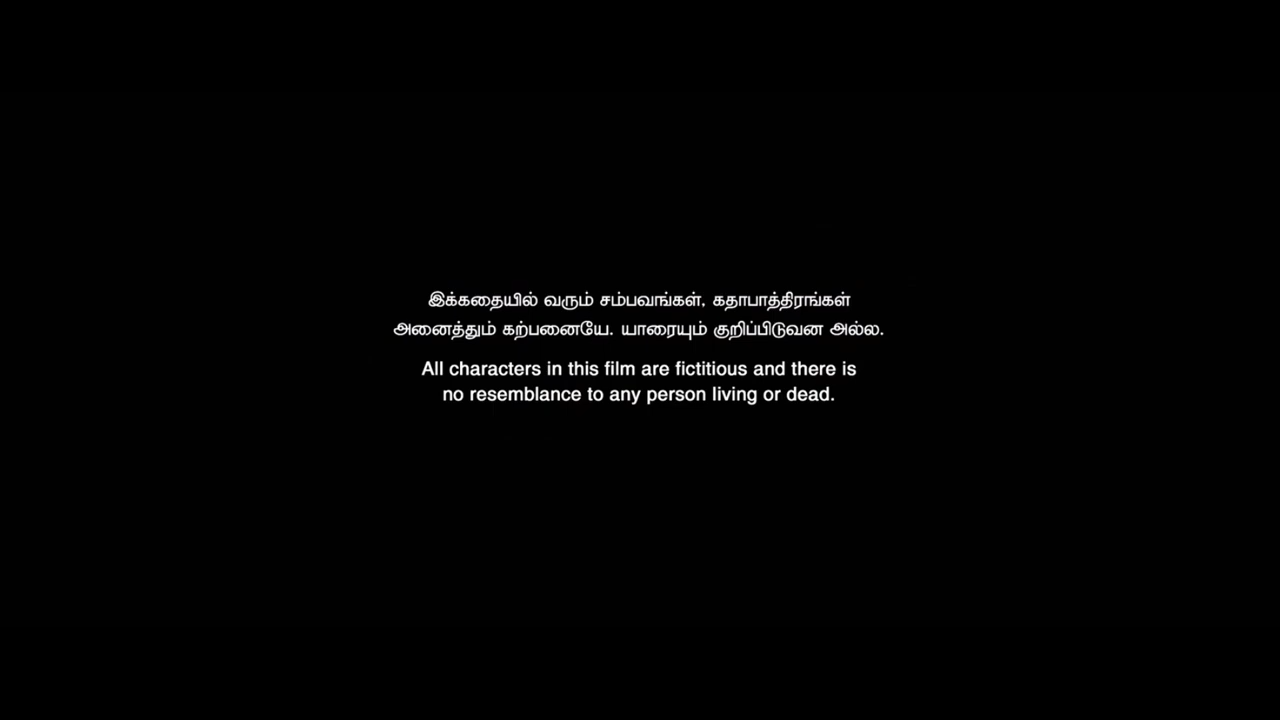 இக்கதையில் வரும் சம்பவங்கள், கதாபாத்திரங்கள்
அனைத்தும் கற்பனையே. யாரையும் குறிப்பிடுவன அல்ல.
All characters in this film are fictitious and there is
no resemblance to any person living or dead.